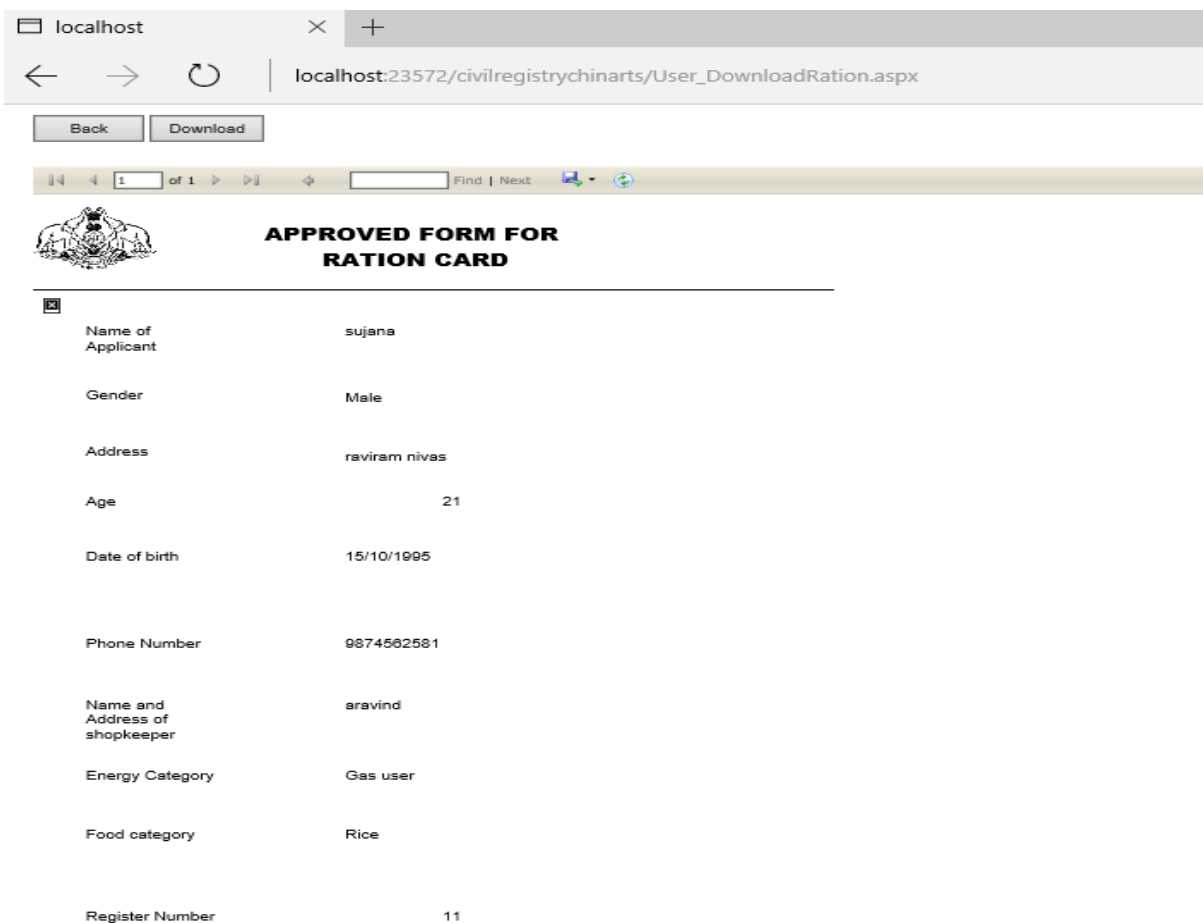 localhost
localhost:23572/civilregistrychinarts/User_DownloadRation.aspx
Back Download
1 of 1 Find | Next
APPROVED FORM FOR
RATION CARD
Name of
Applicant
sujana
Gender Male
Address raviram nivas
Age 21
Date of birth 15/10/1995
Phone Number 9874562581
Name and
Address of
shopkeeper
aravind
Energy Category Gas user
Food category Rice
Register Number 11